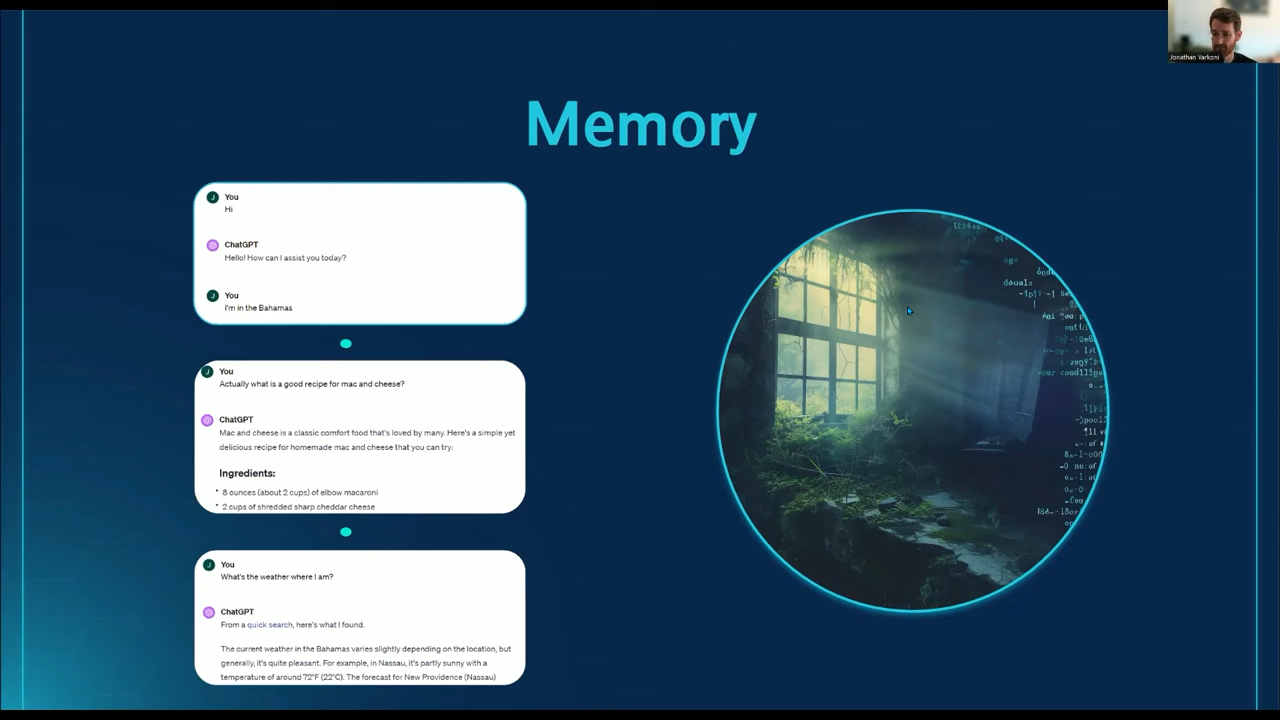 Jonathan Yarkoni
Memory
You
Hi
ChatGPT
Hello! How can I assist you today?
You
I'm in the Bahamas
You
Actually what is a good recipe for mac and cheese?
ChatGPT
Mac and cheese is a classic comfort food that's loved by many. Here's a simple yet
delicious recipe for homemade mac and cheese that you can try:
Ingredients:
• 8 ounces (about 2 cups) of elbow macaroni
• 2 cups of shredded sharp cheddar cheese
You
What's the weather where I am?
ChatGPT
From a quick search, here's what I found.
The current weather in the Bahamas varies slightly depending on the location, but
generally, it's quite pleasant. For example, in Nassau, it's partly sunny with a
temperature of around 72°F (22°C). The forecast for New Providence (Nassau)